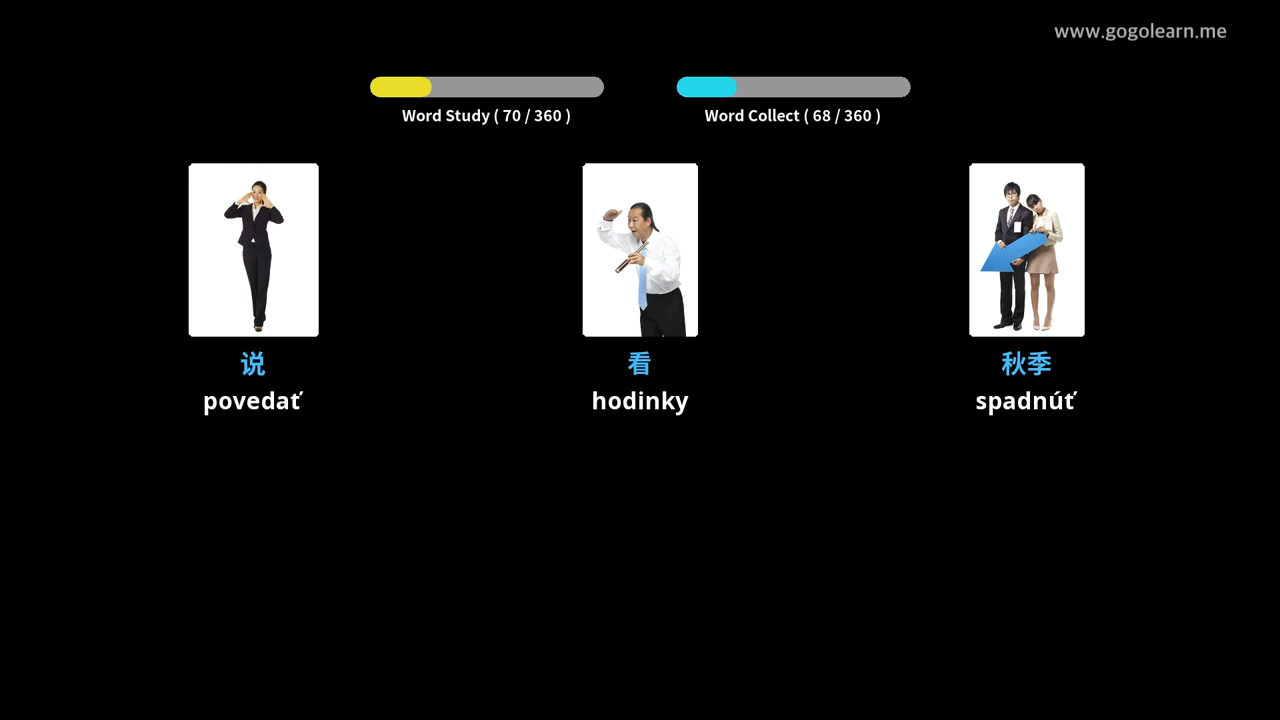 www.gogolearn.me
Word Study ( 70 / 360 )
Word Collect ( 68 / 360 )
说
povedať
看
hodinky
秋季
spadnúť